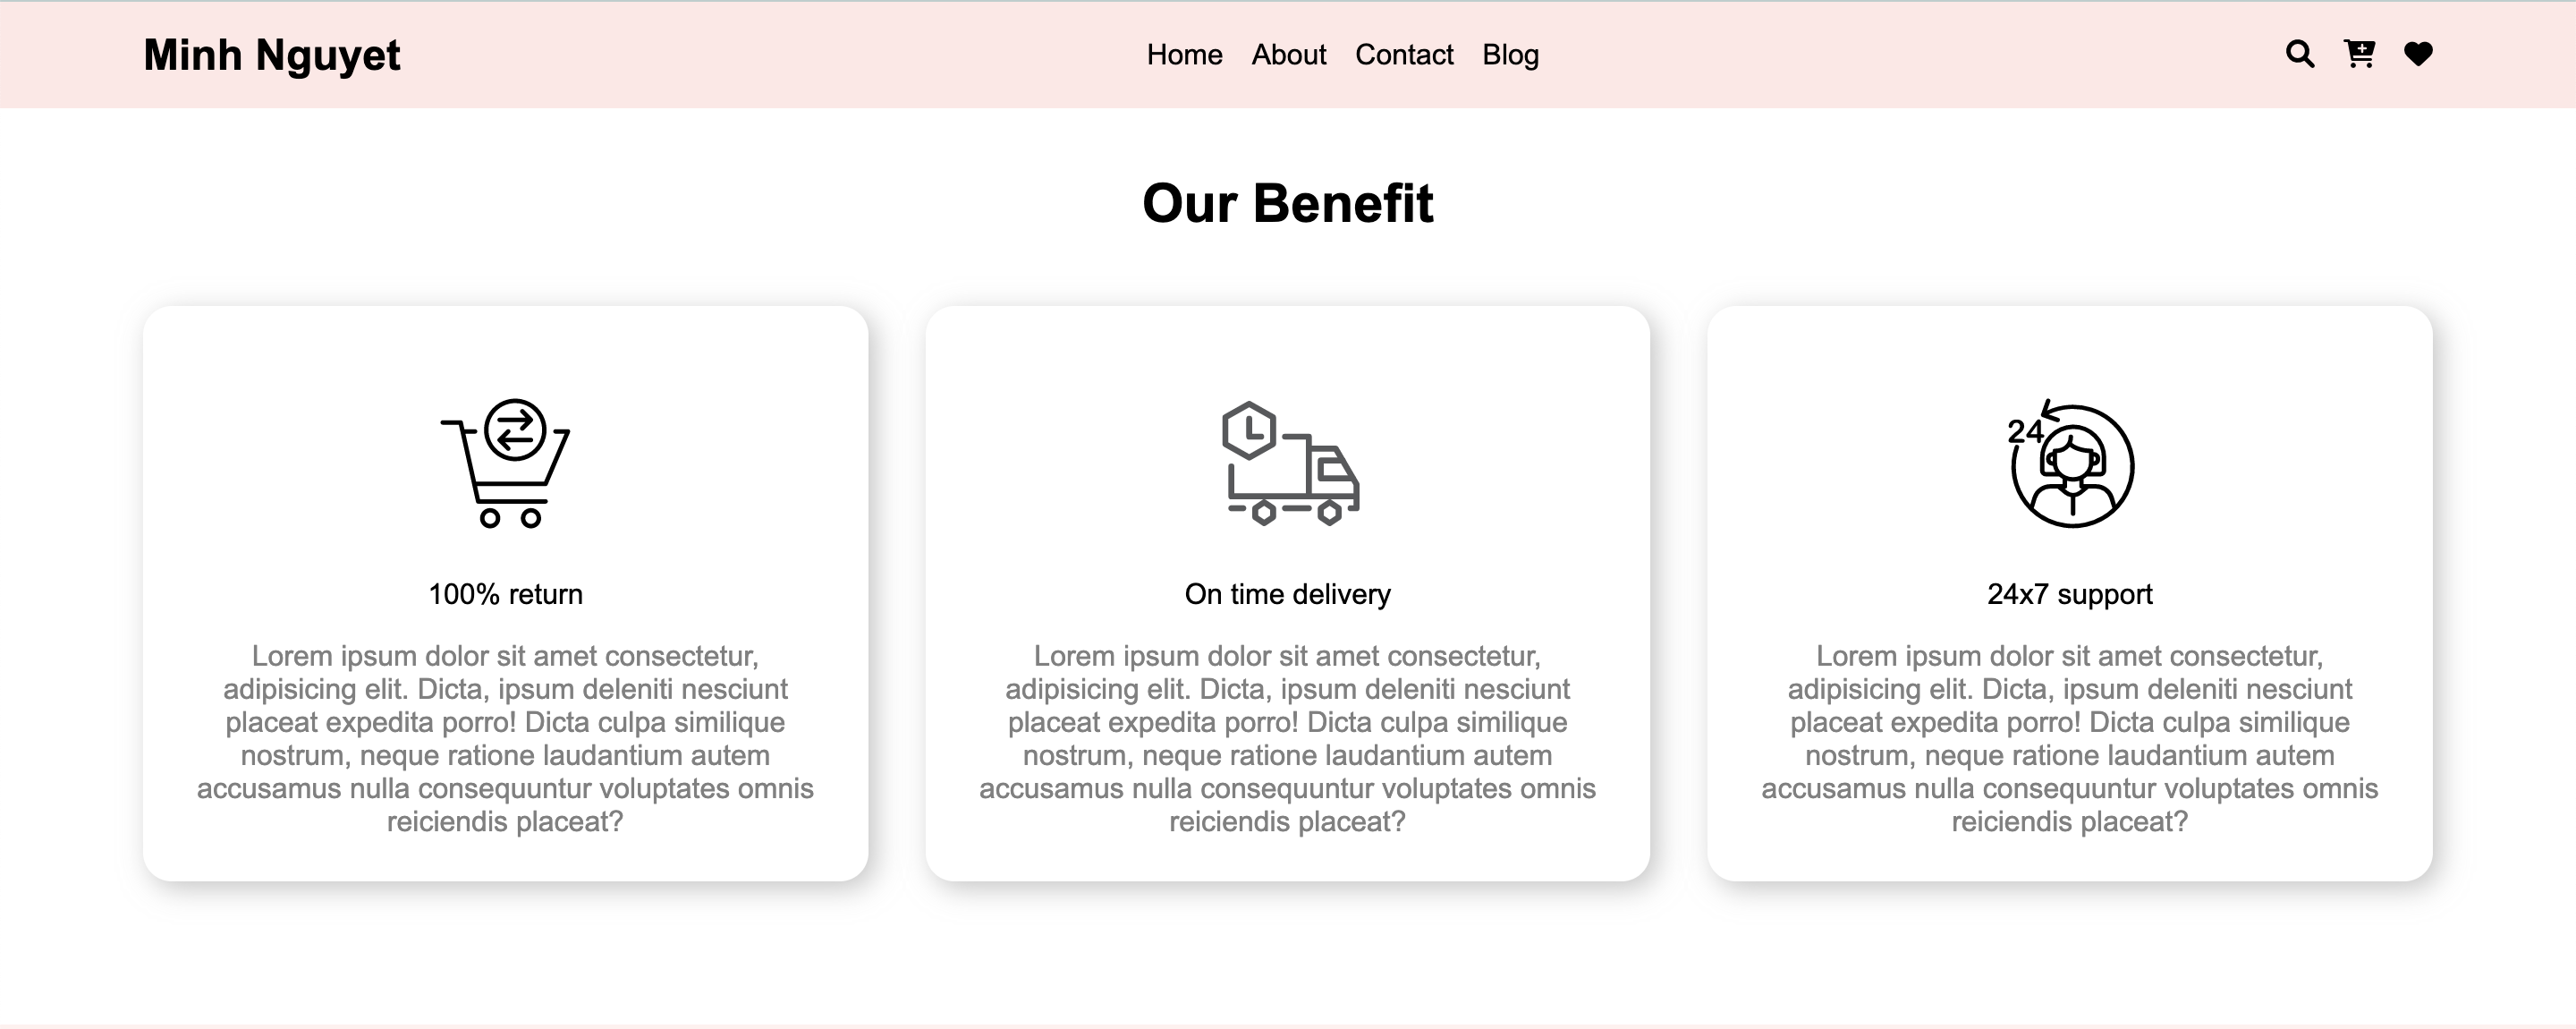 Minh Nguyet
Home About Contact Blog
Our Benefit
100% return
Lorem ipsum dolor sit amet consectetur,
adipisicing elit. Dicta, ipsum deleniti nesciunt
placeat expedita porro! Dicta culpa similique
nostrum, neque ratione laudantium autem
accusamus nulla consequuntur voluptates omnis
reiciendis placeat?
On time delivery
Lorem ipsum dolor sit amet consectetur,
adipisicing elit. Dicta, ipsum deleniti nesciunt
placeat expedita porro! Dicta culpa similique
nostrum, neque ratione laudantium autem
accusamus nulla consequuntur voluptates omnis
reiciendis placeat?
24
24x7 support
Lorem ipsum dolor sit amet consectetur,
adipisicing elit. Dicta, ipsum deleniti nesciunt
placeat expedita porro! Dicta culpa similique
nostrum, neque ratione laudantium autem
accusamus nulla consequuntur voluptates omnis
reiciendis placeat?